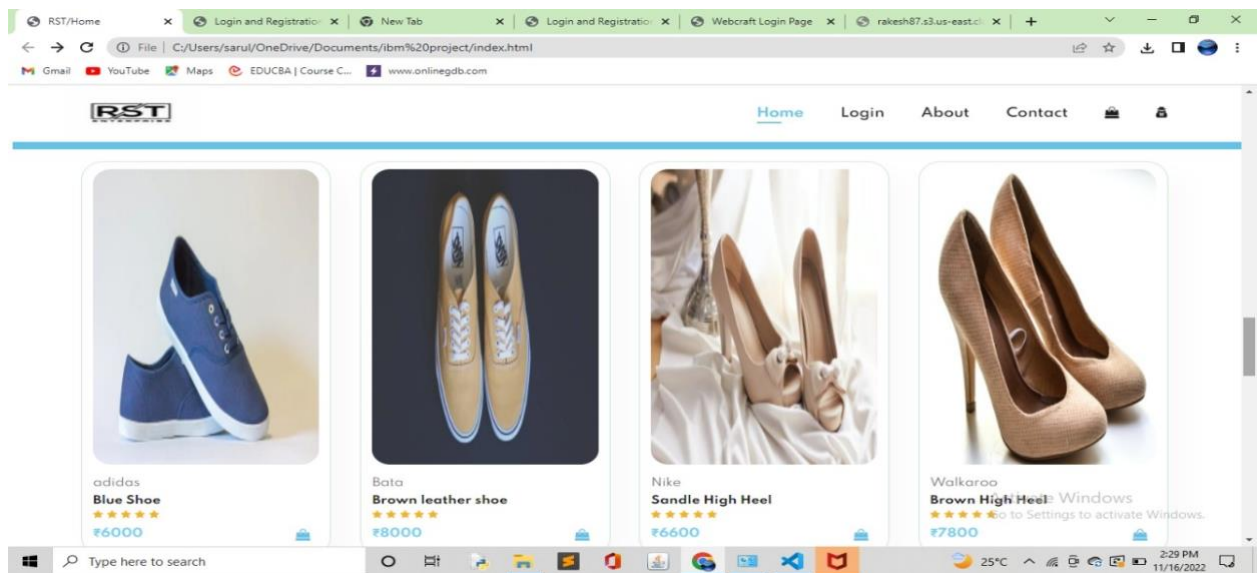 RST/Home
Login and Registration
New Tab
Login and Registration
Webcraft Login Page
rakesh87.s3.us-east.cl
File | C:/Users/sarul/OneDrive/Documents/ibm%20project/index.html
Gmail YouTube Maps EDUCBA | Course C... www.onlinegdb.com
RST
ENTERPRISE
Home Login About Contact
adidas
Blue Shoe
₹6000
Bata
Brown leather shoe
₹8000
Nike
Sandle High Heel
₹6600
Walkaroo
Brown High Heel
₹7800
Activate Windows
Go to Settings to activate Windows.
Type here to search
25°C
2:29 PM
11/16/2022